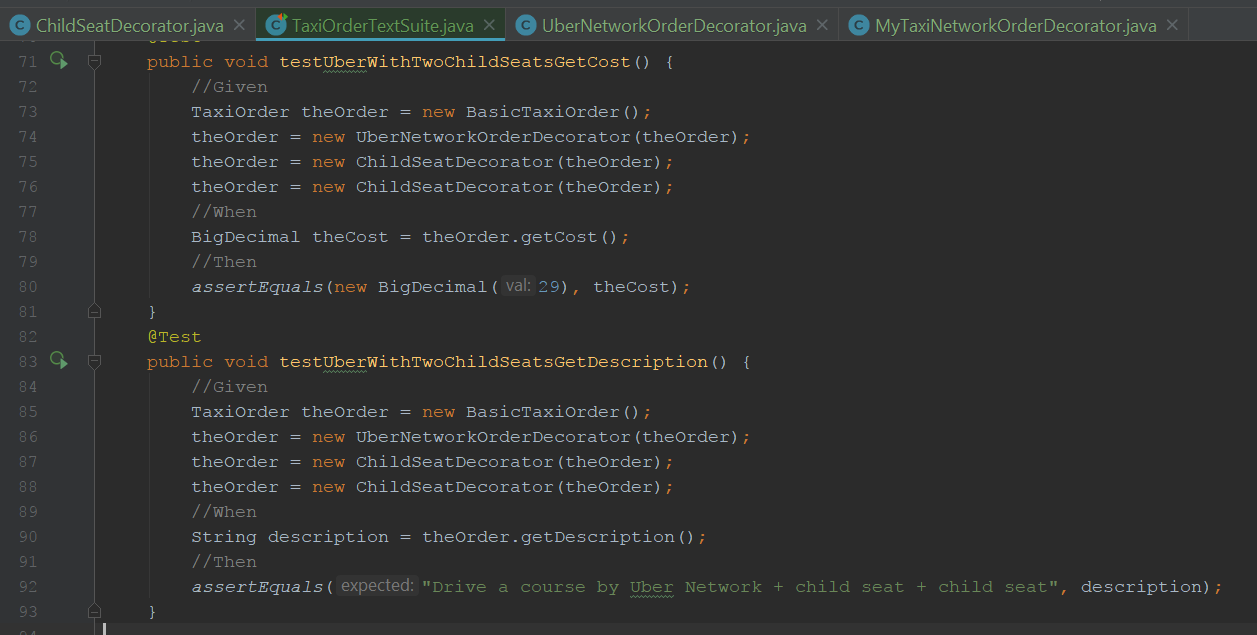 ChildSeatDecorator.java TaxiOrderTextSuite.java UberNetworkOrderDecorator.java MyTaxiNetworkOrderDecorator.java
71 public void testUberWithTwoChildSeatsGetCost() {
72 //Given
73 TaxiOrder theOrder = new BasicTaxiOrder();
74 theOrder = new UberNetworkOrderDecorator(theOrder);
75 theOrder = new ChildSeatDecorator(theOrder);
76 theOrder = new ChildSeatDecorator(theOrder);
77 //When
78 BigDecimal theCost = theOrder.getCost();
79 //Then
80 assertEquals(new BigDecimal( val: 29), theCost);
81 }
82 @Test
83 public void testUberWithTwoChildSeatsGetDescription() {
84 //Given
85 TaxiOrder theOrder = new BasicTaxiOrder();
86 theOrder = new UberNetworkOrderDecorator(theOrder);
87 theOrder = new ChildSeatDecorator(theOrder);
88 theOrder = new ChildSeatDecorator(theOrder);
89 //When
90 String description = theOrder.getDescription();
91 //Then
92 assertEquals( expected: "Drive a course by Uber Network + child seat + child seat", description);
93 }